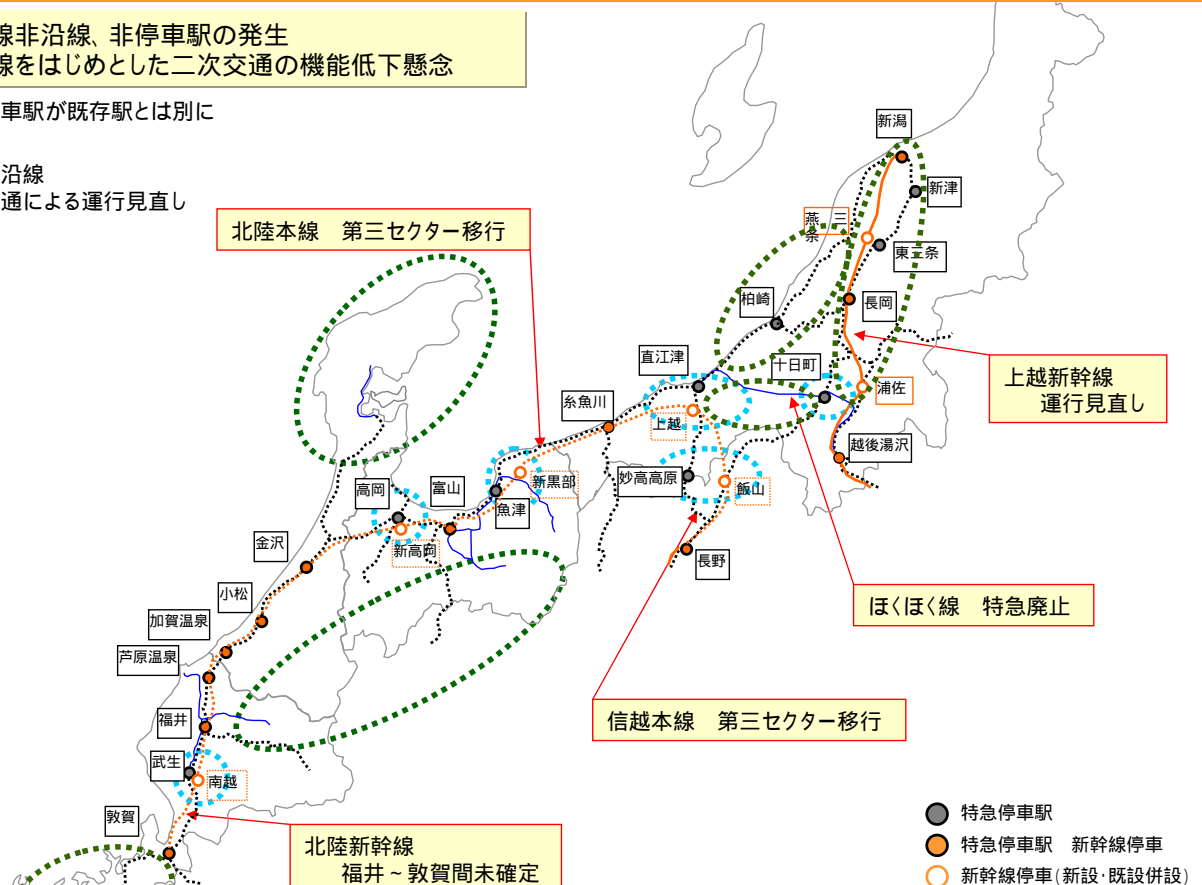 線非沿線、非停車駅の発生
線をはじめとした二次交通の機能低下懸念
車駅が既存駅とは別に
沿線
通による運行見直し
北陸本線　第三セクター移行
新潟
新津
燕　三
条
東三条
柏崎
長岡
直江津
十日町
浦佐
上越新幹線
運行見直し
糸魚川
上越
越後湯沢
妙高高原
飯山
新黒部
魚津
高岡
富山
新高岡
長野
金沢
小松
加賀温泉
芦原温泉
ほくほく線　特急廃止
福井
信越本線　第三セクター移行
武生
南越
敦賀
北陸新幹線
福井～敦賀間未確定
特急停車駅
特急停車駅　新幹線停車
新幹線停車(新設・既設併設)